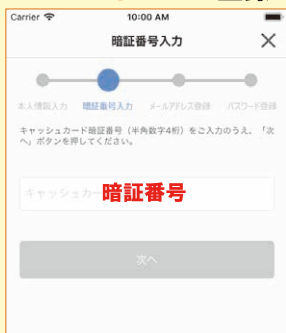 Carrier 10:00 AM
暗証番号入力
本人情報入力 暗証番号入力 メールアドレス登録 パスワード登録
キャッシュカード暗証番号(半角数字4桁)をご入力のうえ、「次
へ」ボタンを押してください。
キャッシュカー
暗証番号
次へ